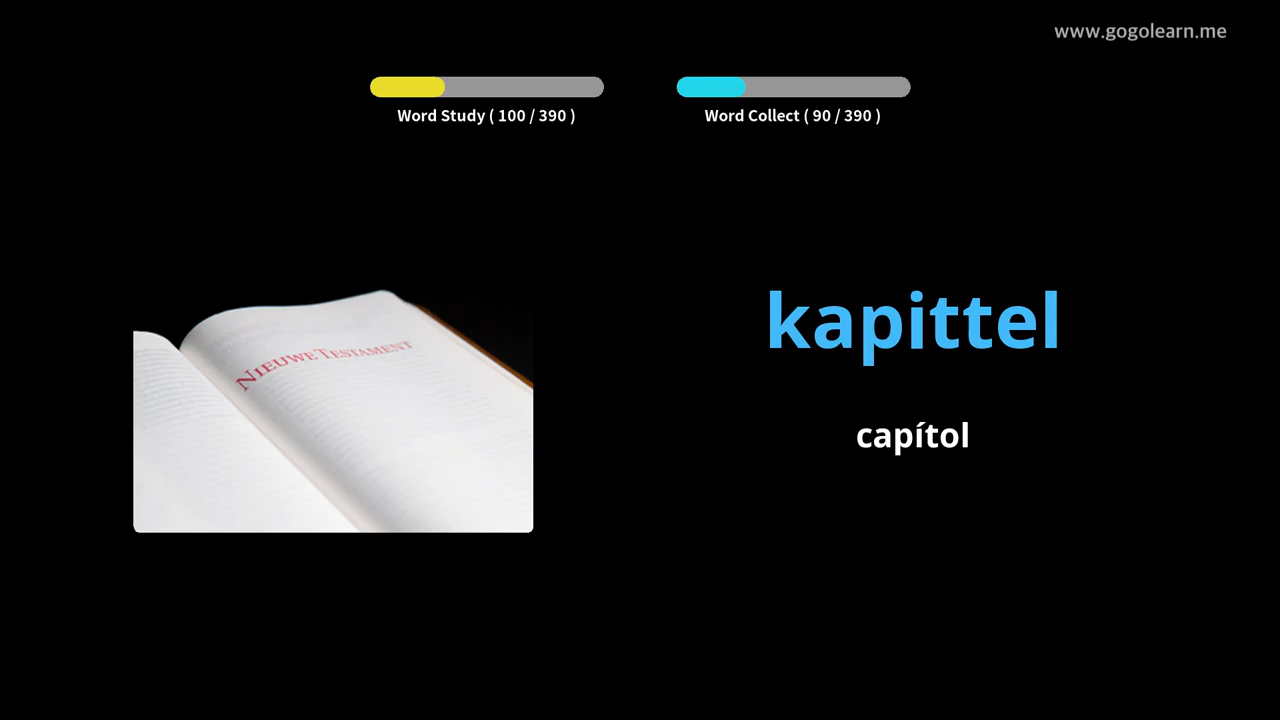 www.gogolearn.me
Word Study ( 100 / 390 )
Word Collect ( 90 / 390 )
NIEUWE TESTAMENT
kapittel
capítol